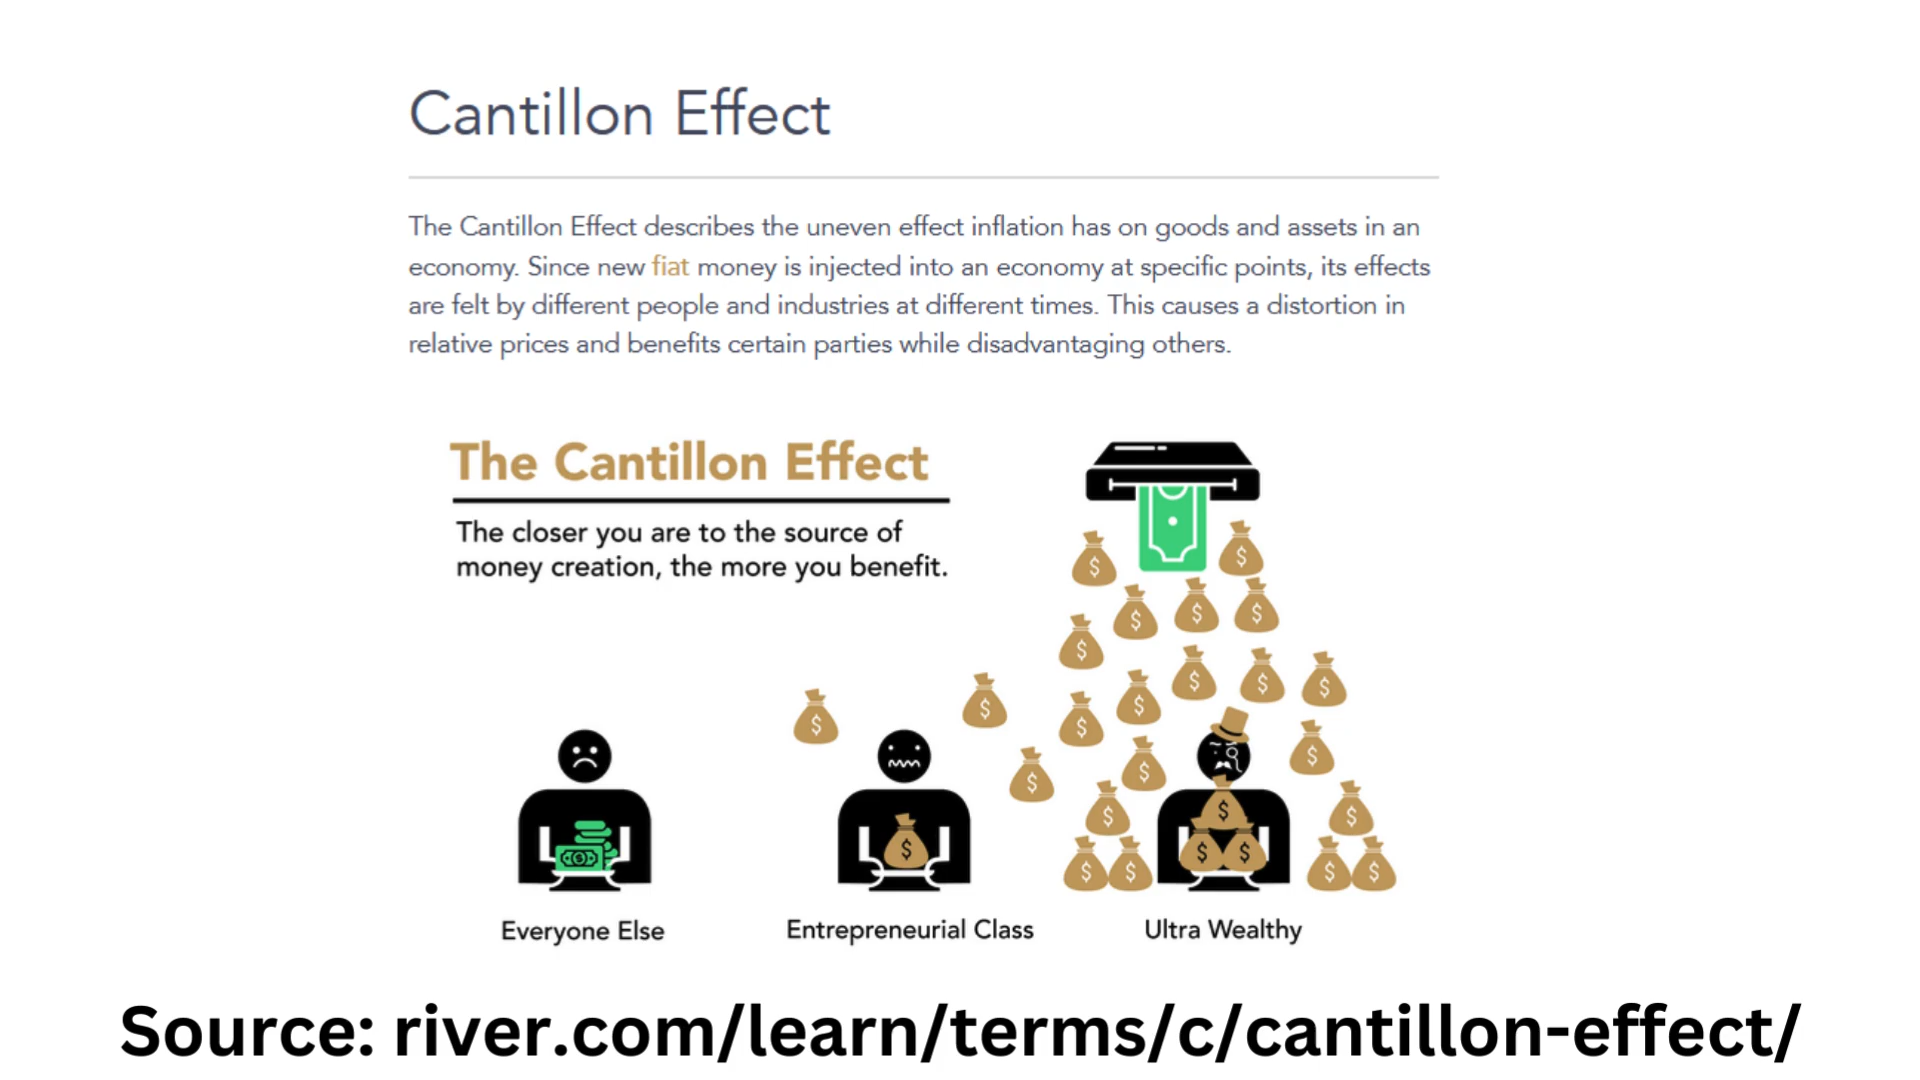 Cantillon Effect
The Cantillon Effect describes the uneven effect inflation has on goods and assets in an
economy. Since new fiat money is injected into an economy at specific points, its effects
are felt by different people and industries at different times. This causes a distortion in
relative prices and benefits certain parties while disadvantaging others.
The Cantillon Effect
The closer you are to the source of
money creation, the more you benefit.
$ $
$ $ $
$
$ $ $
$ $ $ $
$ $
$ $
$ $ $ $
$ $ $ $ $ $ $
Everyone Else
Entrepreneurial Class
Ultra Wealthy
Source: river.com/learn/terms/c/cantillon-effect/